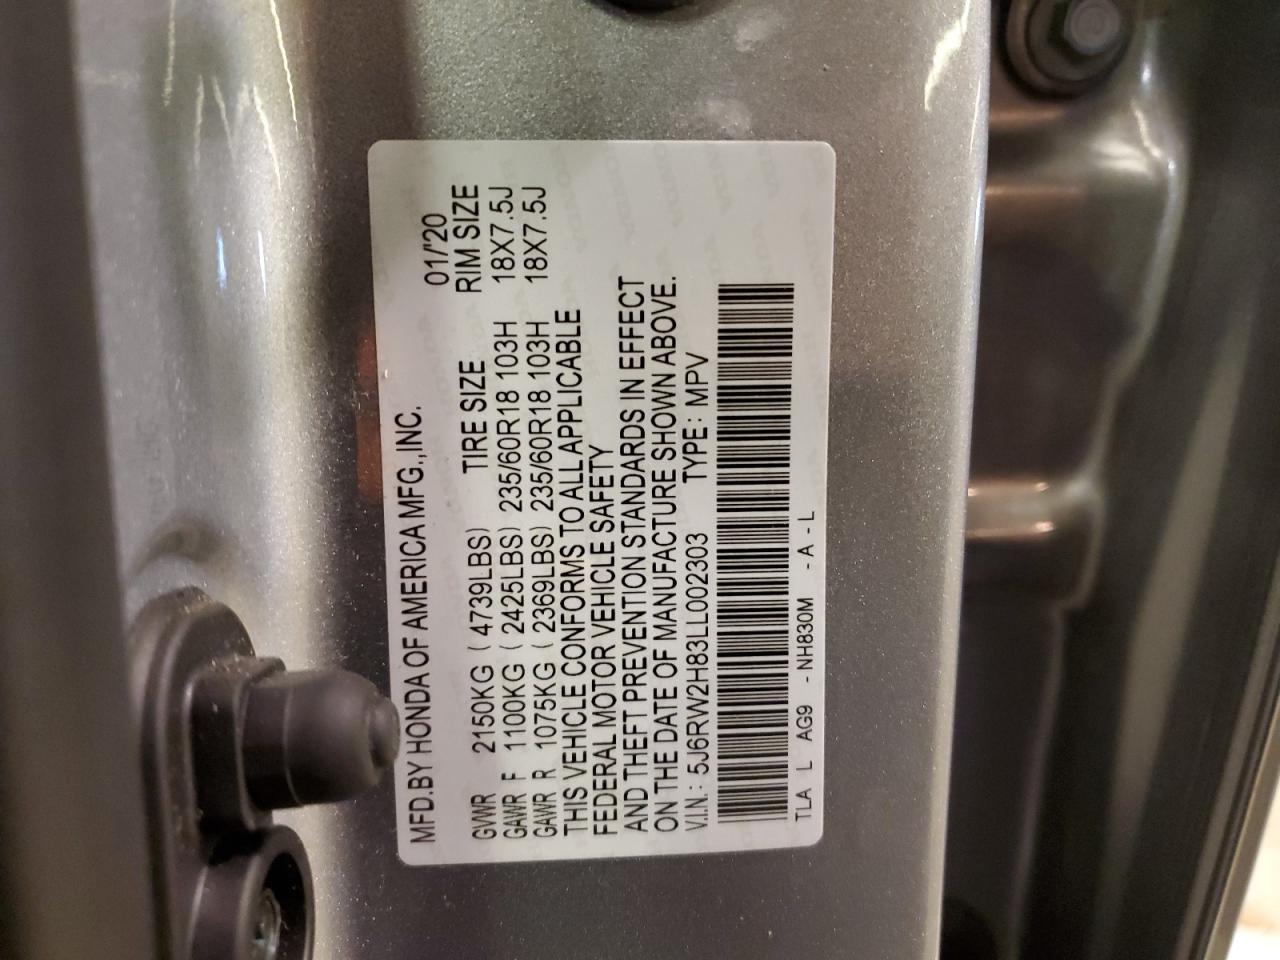 MFD.BY HONDA OF AMERICA MFG.,INC. 01/'20
GVWR 2150KG ( 4739LBS) TIRE SIZE RIM SIZE
GAWR F 1100KG ( 2425LBS) 235/60R18 103H 18X7.5J
GAWR R 1075KG ( 2369LBS) 235/60R18 103H 18X7.5J
THIS VEHICLE CONFORMS TO ALL APPLICABLE
FEDERAL MOTOR VEHICLE SAFETY
AND THEFT PREVENTION STANDARDS IN EFFECT
ON THE DATE OF MANUFACTURE SHOWN ABOVE.
V.I.N.: 5J6RW2H83LL002303 TYPE: MPV
TLA L AG9 -NH830M -A-L